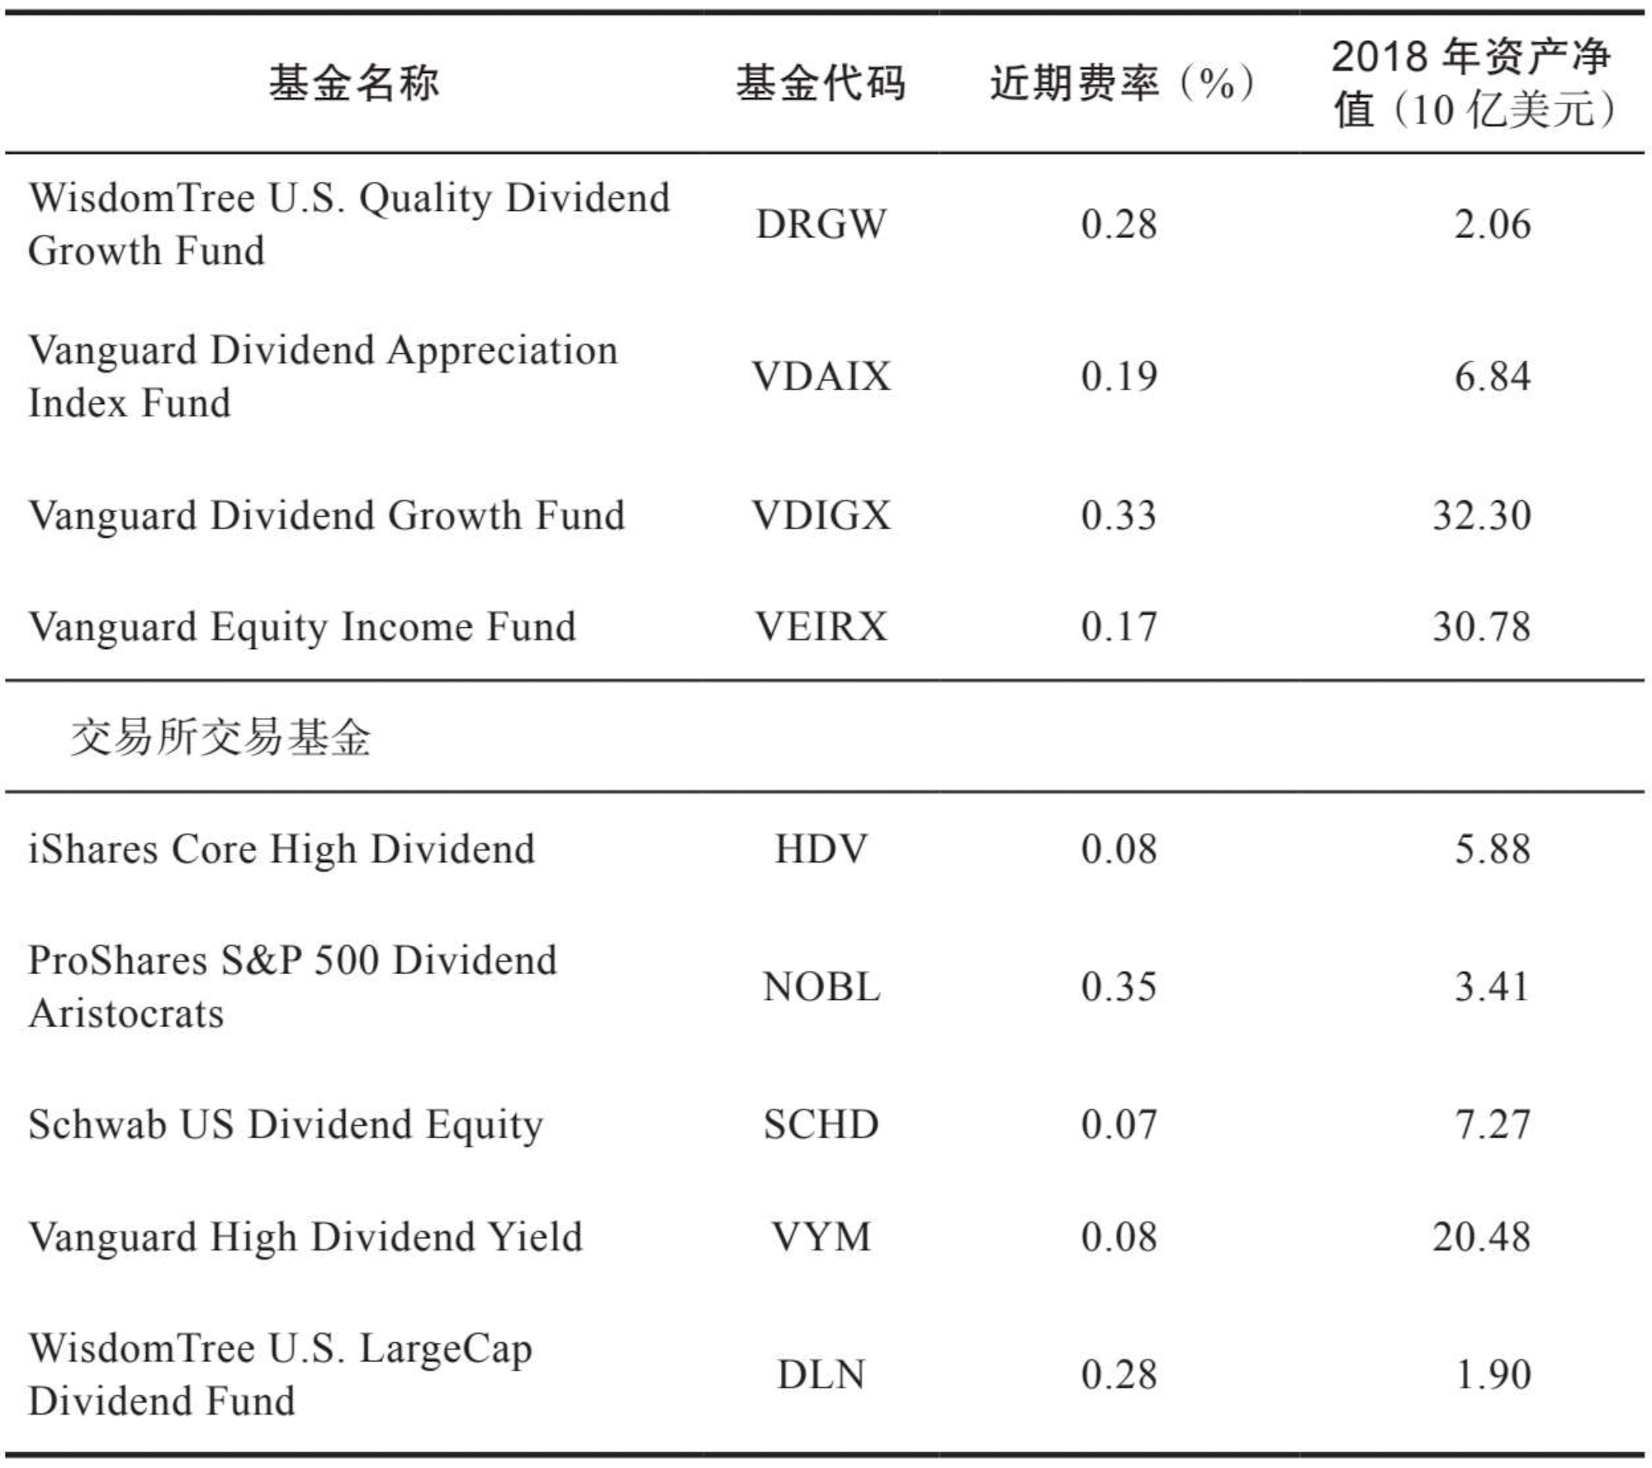 基金名称 基金代码 近期费率（%） 2018 年资产净
值（10 亿美元）
WisdomTree U.S. Quality Dividend
Growth Fund DRGW 0.28 2.06
Vanguard Dividend Appreciation
Index Fund VDAIX 0.19 6.84
Vanguard Dividend Growth Fund VDIGX 0.33 32.30
Vanguard Equity Income Fund VEIRX 0.17 30.78
交易所交易基金
iShares Core High Dividend HDV 0.08 5.88
ProShares S&P 500 Dividend
Aristocrats NOBL 0.35 3.41
Schwab US Dividend Equity SCHD 0.07 7.27
Vanguard High Dividend Yield VYM 0.08 20.48
WisdomTree U.S. LargeCap
Dividend Fund DLN 0.28 1.90